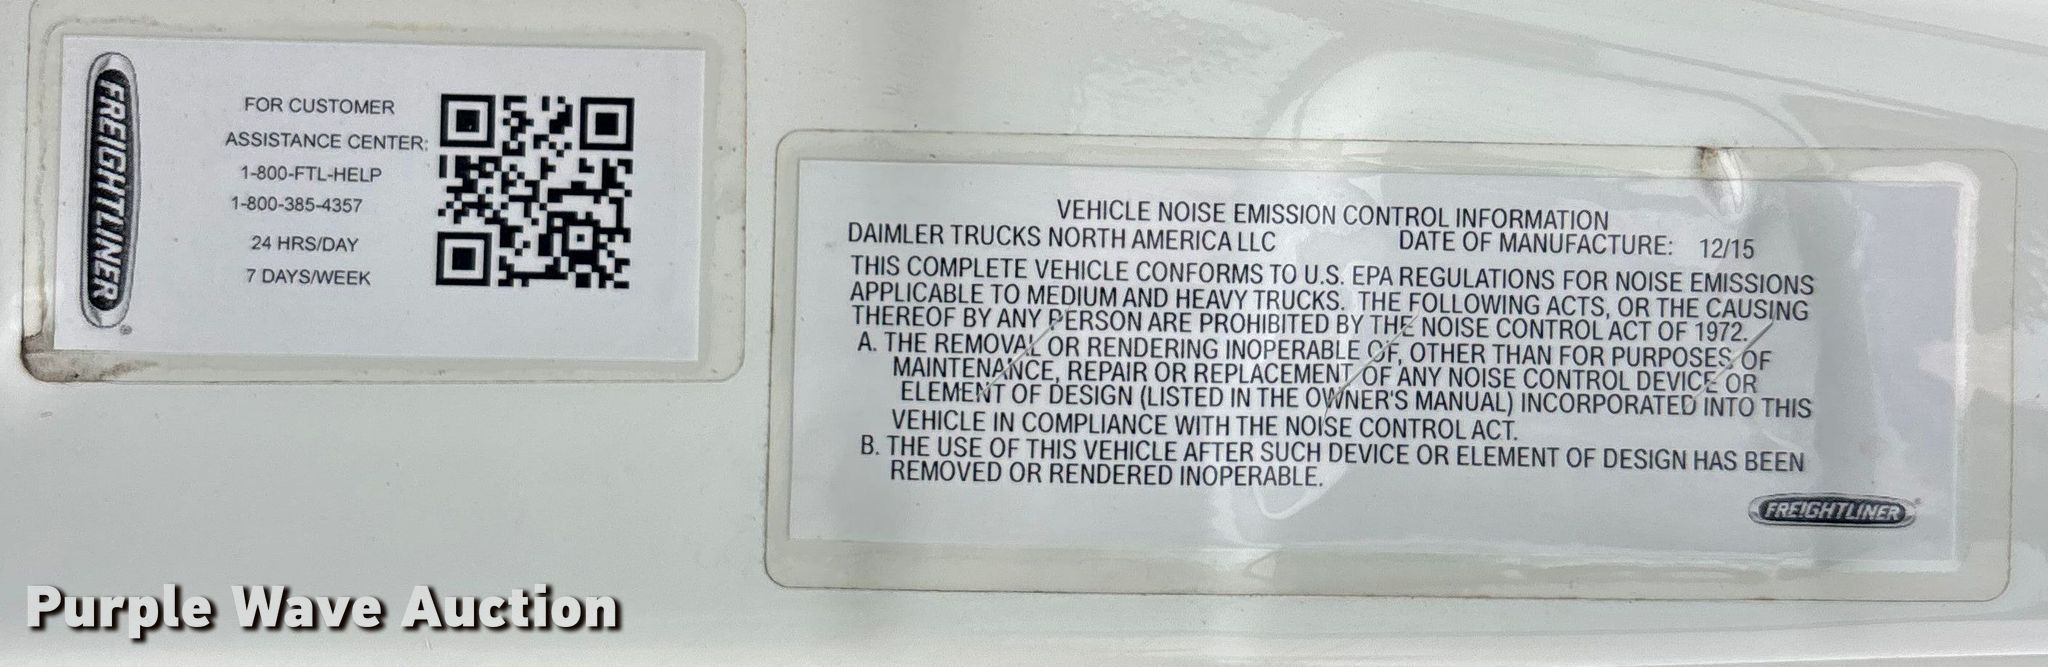 FREIGHTLINER
FOR CUSTOMER
ASSISTANCE CENTER:
1-800-FTL-HELP
1-800-385-4357
24 HRS/DAY
7 DAYS/WEEK
VEHICLE NOISE EMISSION CONTROL INFORMATION
DAIMLER TRUCKS NORTH AMERICA LLC DATE OF MANUFACTURE: 12/15
THIS COMPLETE VEHICLE CONFORMS TO U.S. EPA REGULATIONS FOR NOISE EMISSIONS
APPLICABLE TO MEDIUM AND HEAVY TRUCKS. THE FOLLOWING ACTS, OR THE CAUSING
THEREOF BY ANY PERSON ARE PROHIBITED BY THE NOISE CONTROL ACT OF 1972.
A. THE REMOVAL OR RENDERING INOPERABLE OF, OTHER THAN FOR PURPOSES OF
MAINTENANCE, REPAIR OR REPLACEMENT OF ANY NOISE CONTROL DEVICE OR
ELEMENT OF DESIGN (LISTED IN THE OWNER'S MANUAL) INCORPORATED INTO THIS
VEHICLE IN COMPLIANCE WITH THE NOISE CONTROL ACT.
B. THE USE OF THIS VEHICLE AFTER SUCH DEVICE OR ELEMENT OF DESIGN HAS BEEN
REMOVED OR RENDERED INOPERABLE.
FREIGHTLINER
Purple Wave Auction